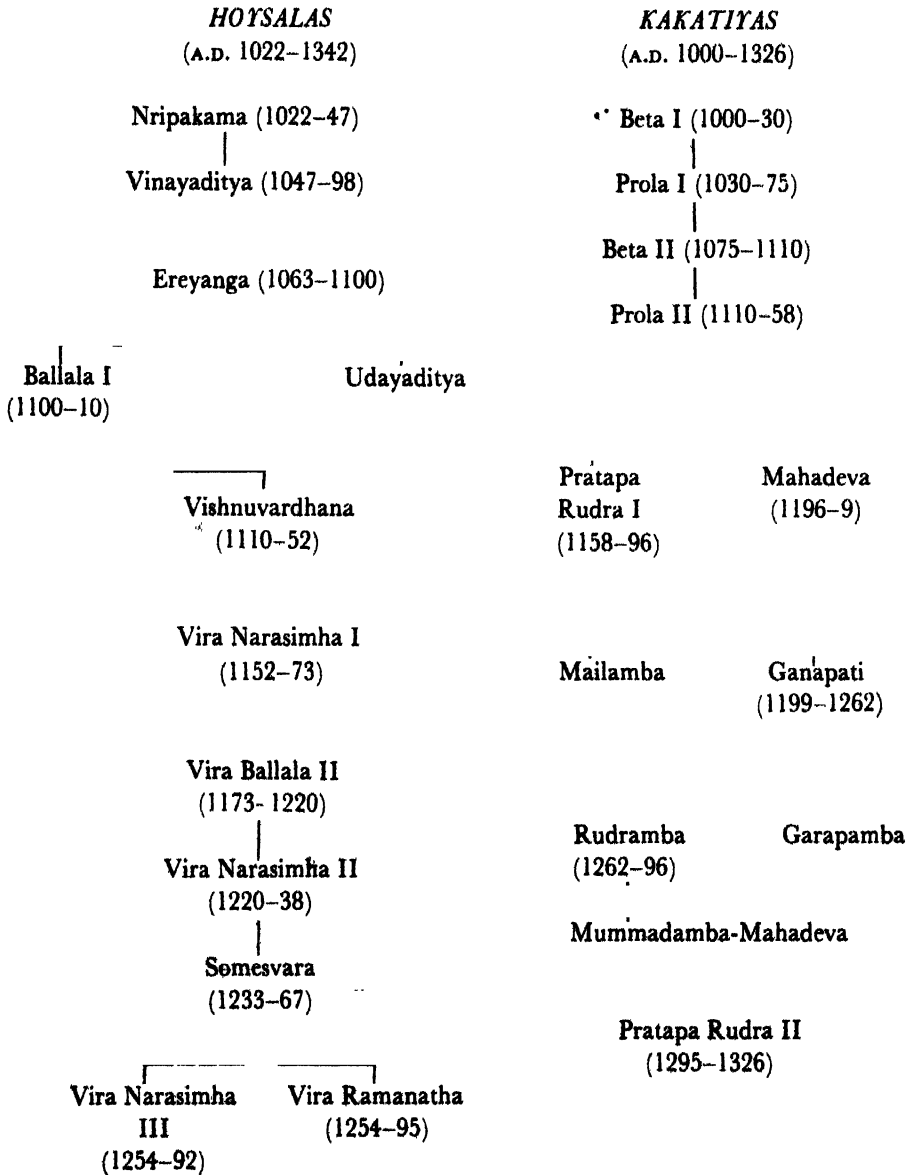 HOYSALAS
(A.D. 1022–1342)
Nripakama (1022–47)
Vinayaditya (1047–98)
Ereyanga (1063–1100)
Ballala I
(1100–10)
Udayaditya
Vishnuvardhana
(1110–52)
Vira Narasimha I
(1152–73)
Vira Ballala II
(1173-1220)
Vira Narasimha II
(1220–38)
Somesvara
(1233–67)
Vira Narasimha
III
(1254–92)
Vira Ramanatha
(1254–95)
KAKATIYAS
(A.D. 1000–1326)
Beta I (1000–30)
Prola I (1030–75)
Beta II (1075–1110)
Prola II (1110–58)
Pratapa
Rudra I
(1158–96)
Mahadeva
(1196–9)
Mailamba
Ganapati
(1199–1262)
Rudramba
(1262–96)
Garapamba
Mummadamba-Mahadeva
Pratapa Rudra II
(1295–1326)